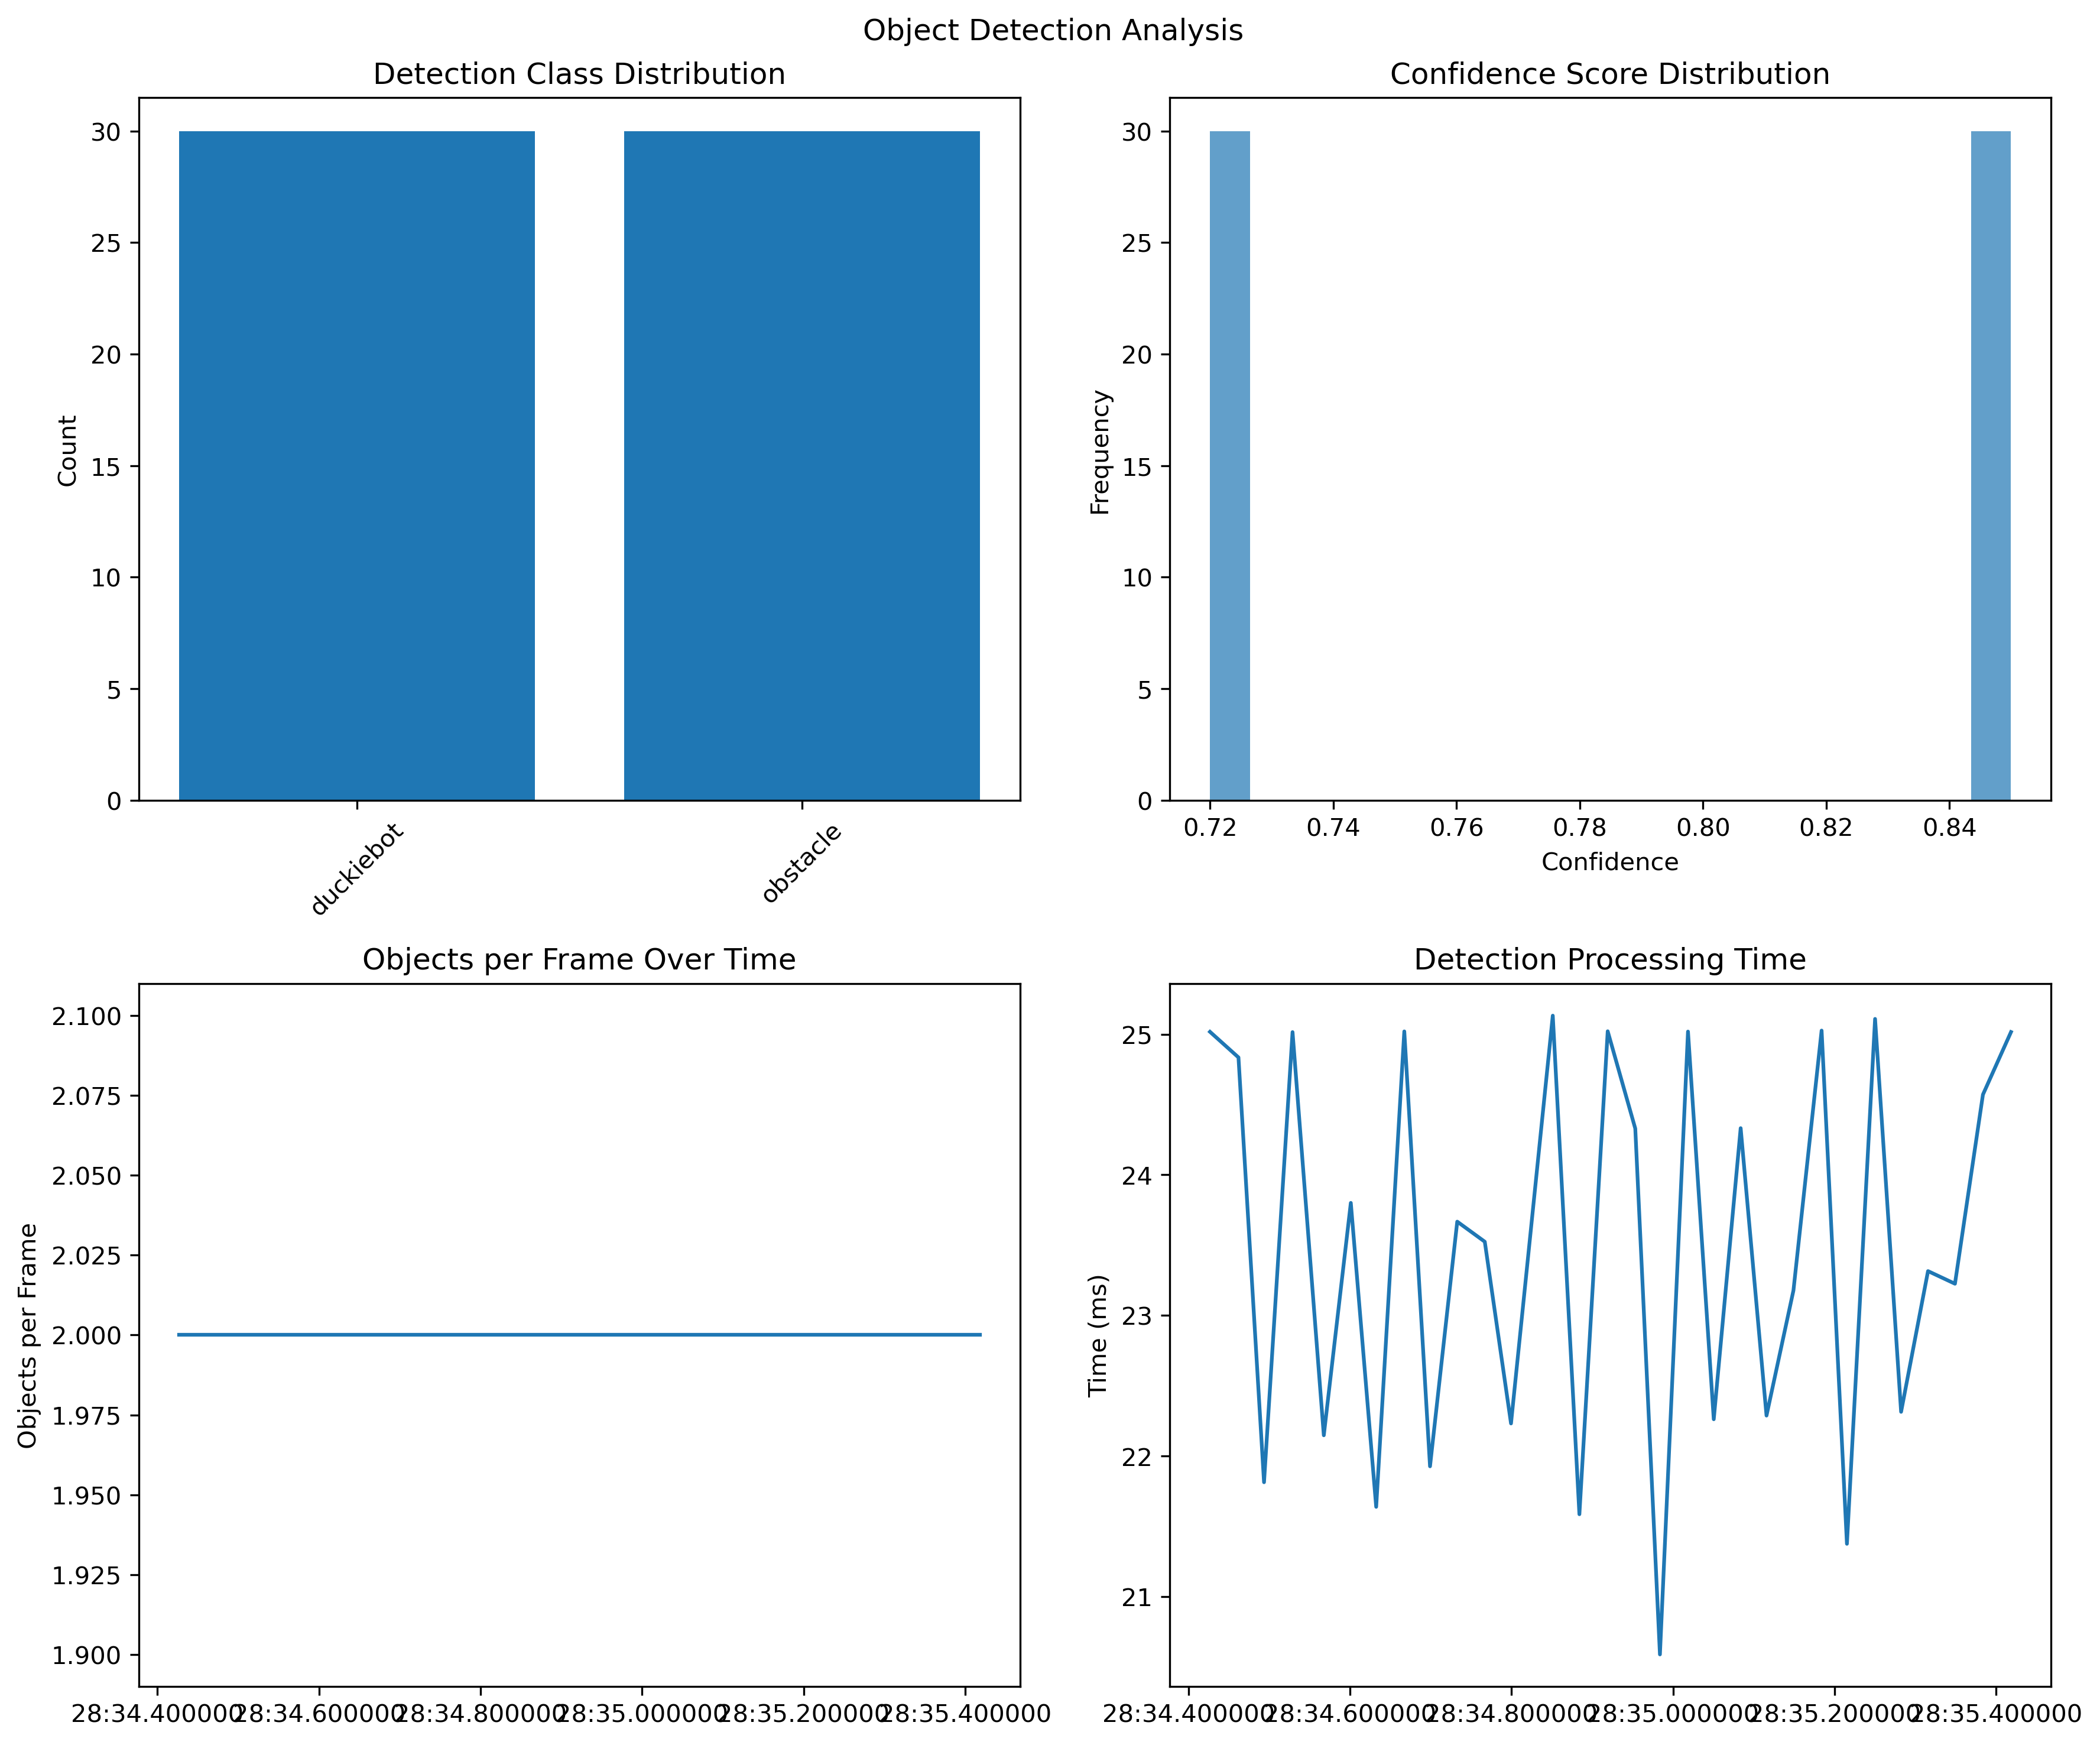 Object Detection Analysis
Detection Class Distribution
30
25
20
15
10
5
0
Count
duckiebot
obstacle
Confidence Score Distribution
30
25
20
15
10
5
0
Frequency
0.72 0.74 0.76 0.78 0.80 0.82 0.84
Confidence
Objects per Frame Over Time
2.100
2.075
2.050
2.025
2.000
1.975
1.950
1.925
1.900
Objects per Frame
28:34.400000 28:34.600000 28:34.800000 28:35.000000 28:35.200000 28:35.400000
Detection Processing Time
25
24
23
22
21
Time (ms)
28:34.400000 28:34.600000 28:34.800000 28:35.000000 28:35.200000 28:35.400000